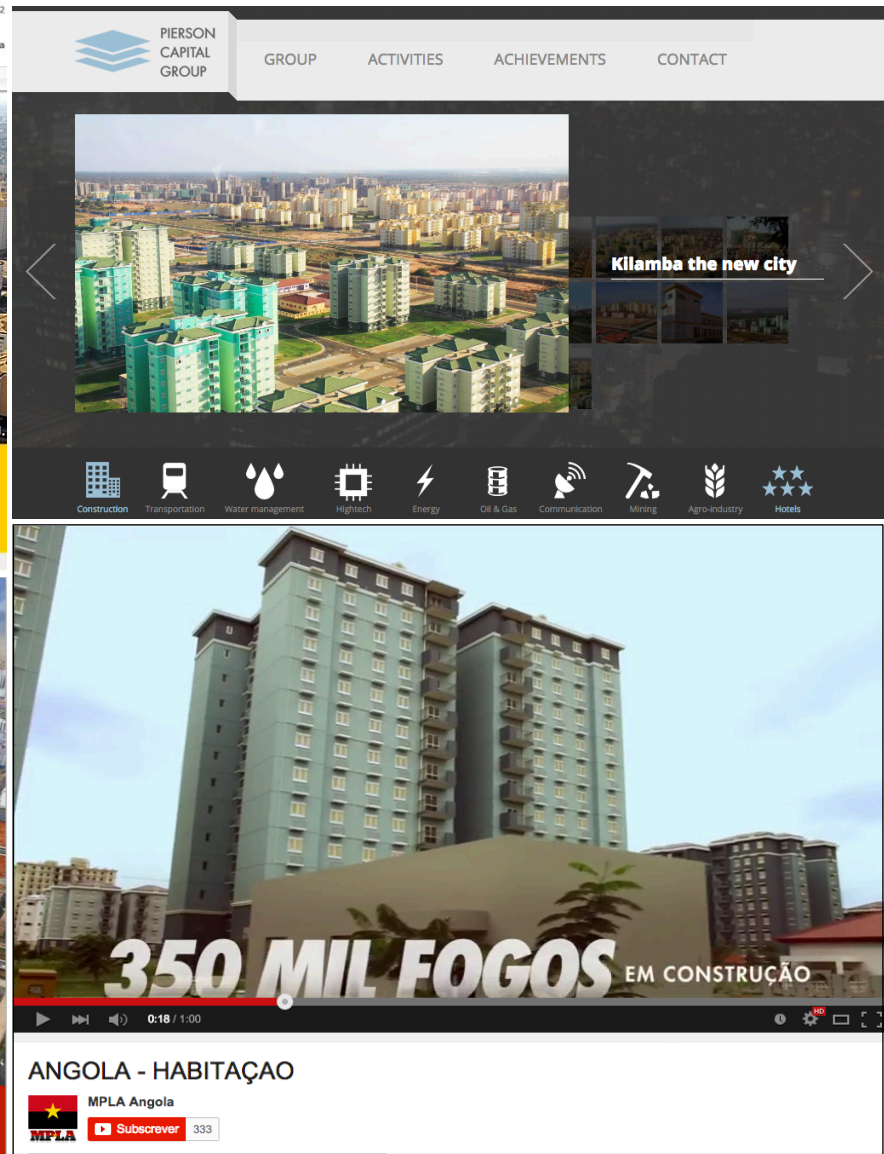 2
a
PIERSON
CAPITAL
GROUP
GROUP ACTIVITIES ACHIEVEMENTS CONTACT
Kilamba the new city
Construction Transportation Water management Hightech Energy Oil & Gas Communication Mining Agro-industry Hotels
350 MIL FOGOS EM CONSTRUÇÃO
0:18 / 1:00
HD
ANGOLA - HABITAÇAO
MPLA Angola
MPLA
Subscrever 333